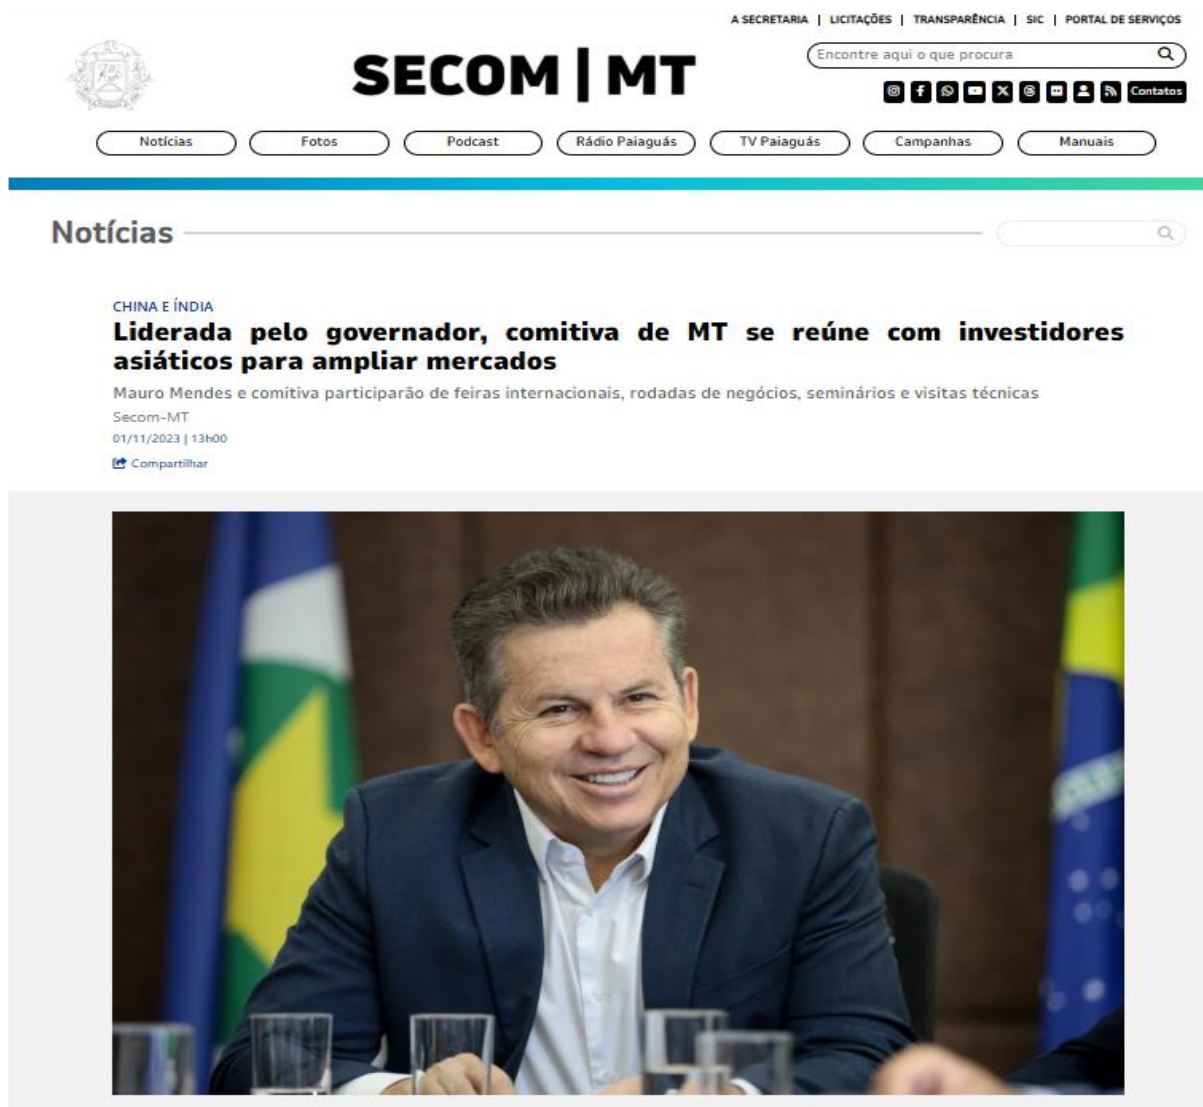 A SECRETARIA | LICITAÇÕES | TRANSPARÊNCIA | SIC | PORTAL DE SERVIÇOS
SECOM | MT
Encontre aqui o que procura
Contatos
Notícias
Fotos
Podcast
Rádio Paiaguás
TV Paiaguás
Campanhas
Manuais
Notícias
CHINA E ÍNDIA
Liderada pelo governador, comitiva de MT se reúne com investidores
asiáticos para ampliar mercados
Mauro Mendes e comitiva participarão de feiras internacionais, rodadas de negócios, seminários e visitas técnicas
Secom-MT
01/11/2023 | 13h00
Compartilhar